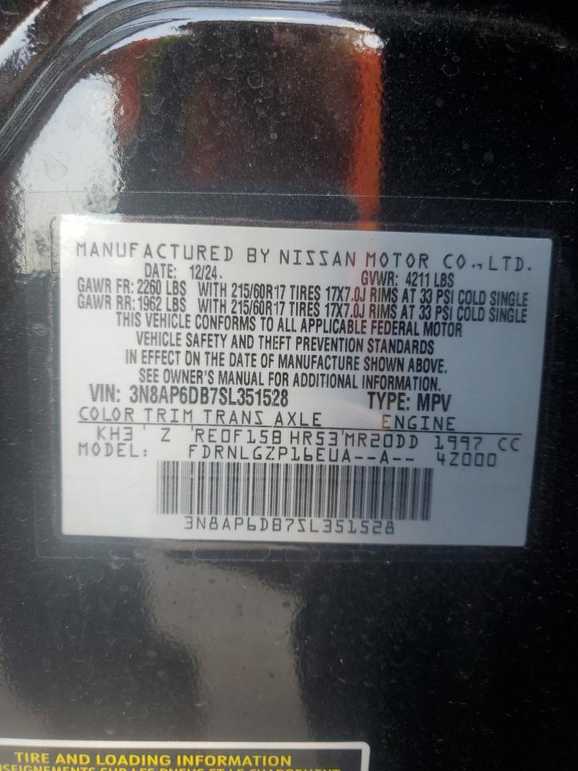 MANUFACTURED BY NISSAN MOTOR CO.,LTD.
DATE: 12/24 GVWR: 4211 LBS
GAWR FR: 2260 LBS WITH 215/60R17 TIRES 17X7.0J RIMS AT 33 PSI COLD SINGLE
GAWR RR: 1962 LBS WITH 215/60R17 TIRES 17X7.0J RIMS AT 33 PSI COLD SINGLE
THIS VEHICLE CONFORMS TO ALL APPLICABLE FEDERAL MOTOR
VEHICLE SAFETY AND THEFT PREVENTION STANDARDS
IN EFFECT ON THE DATE OF MANUFACTURE SHOWN ABOVE.
SEE OWNER'S MANUAL FOR ADDITIONAL INFORMATION.
VIN: 3N8AP6DB7SL351528 TYPE: MPV
COLOR TRIM TRANS AXLE ENGINE
KH3 ' Z 'RE0F15B HR53'MR20DD 1997 CC
MODEL: FDRNLGZP16EUA--A-- 42000
3N8AP6DB7SL351528
TIRE AND LOADING INFORMATION